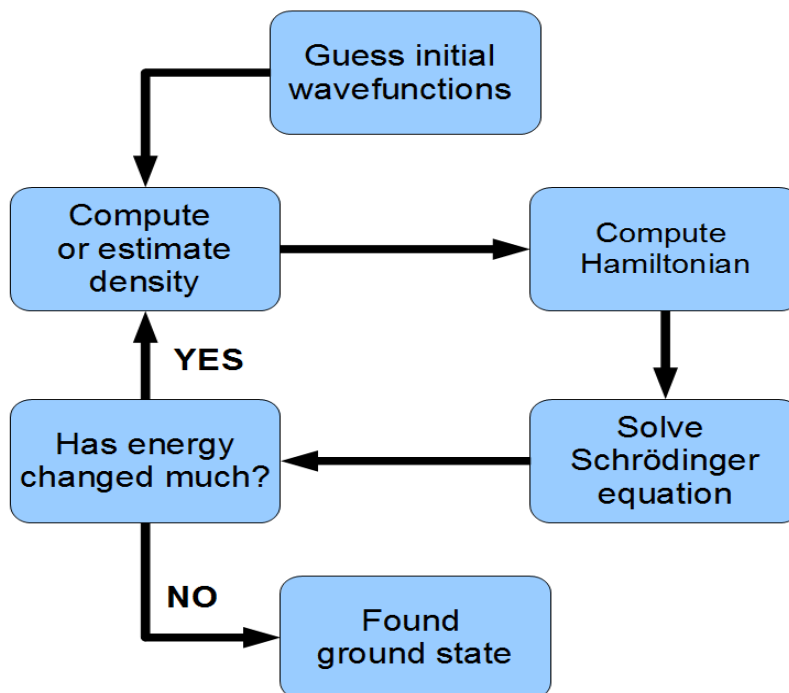 Guess initial
wavefunctions
Compute
or estimate
density
Compute
Hamiltonian
YES
Has energy
changed much?
Solve
Schrödinger
equation
NO
Found
ground state